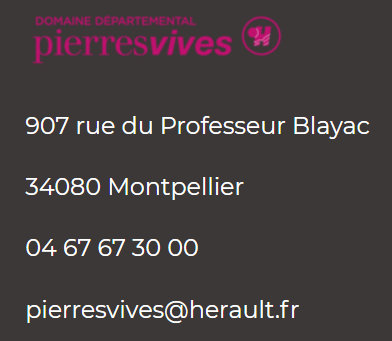 DOMAINE DÉPARTEMENTAL
pierresvives
907 rue du Professeur Blayac
34080 Montpellier
04 67 67 30 00
pierresvives@herault.fr